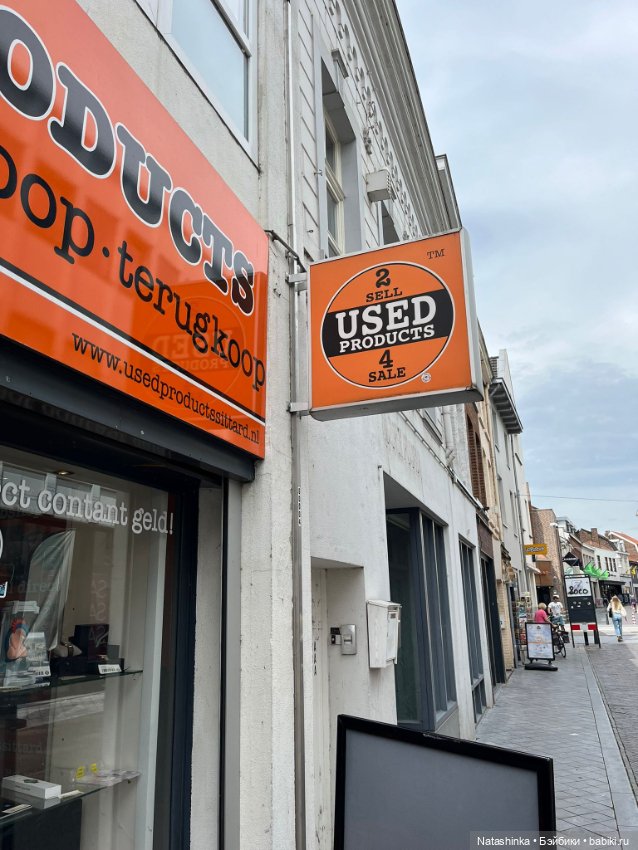 ODUCTS
oop·terugkoop
www.usedproductssittard.nl
ct contant geld!
TM
2
SELL
USED
PRODUCTS
4
SALE
LOCO
Natashinka • Бэйбики • babiki.ru